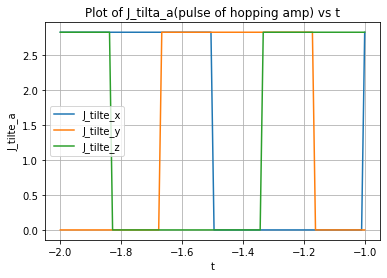 Plot of J_tilta_a(pulse of hopping amp) vs t
J_tilte_a
2.5
2.0
1.5
1.0
0.5
0.0
J_tilte_x
J_tilte_y
J_tilte_z
−2.0 −1.8 −1.6 −1.4 −1.2 −1.0
t